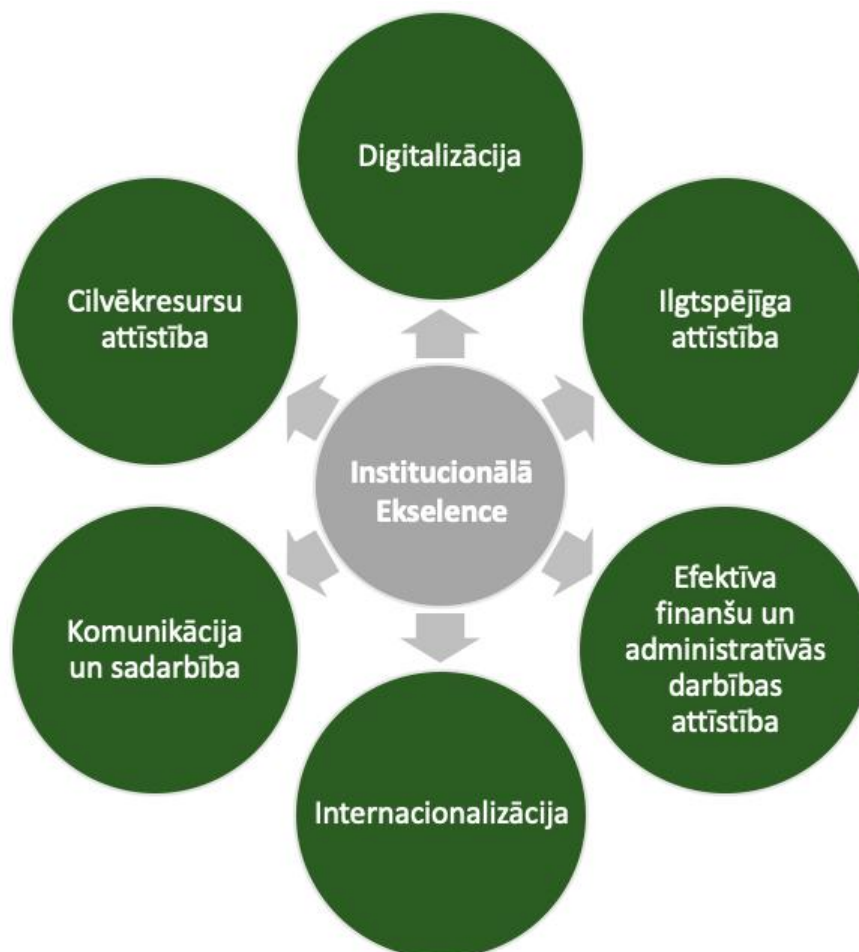 Digitalizācija
Ilgtspējīga
attīstība
Efektīva
finanšu un
administratīvās
darbības
attīstība
Internacionalizācija
Komunikācija
un sadarbība
Cilvēkresursu
attīstība
Institucionālā
Ekselence